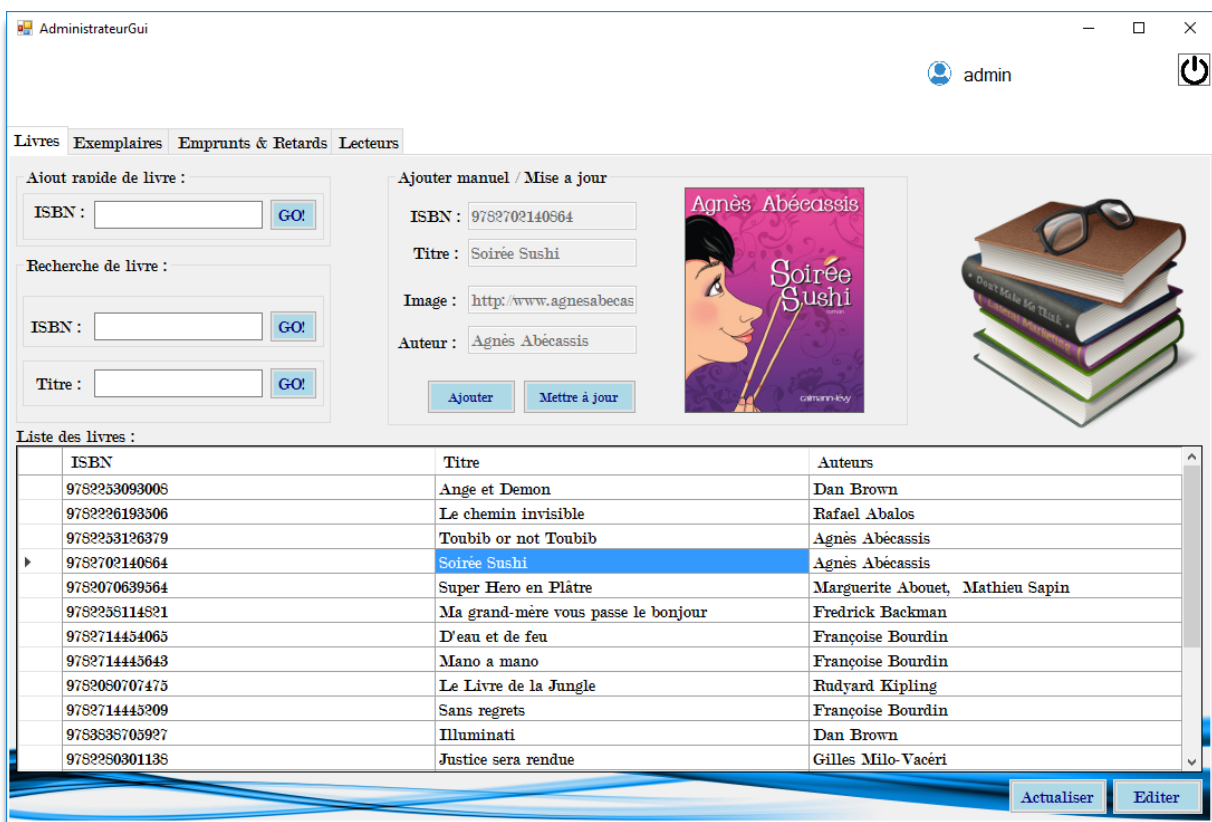 AdministrateurGui
admin
Livres Exemplaires Emprunts & Retards Lecteurs
Ajout rapide de livre :
ISBN : GO!
Recherche de livre :
ISBN : GO!
Titre : GO!
Ajouter manuel / Mise a jour
ISBN : 9782702140864
Titre : Soirée Sushi
Image : http://www.agnesabecas
Auteur : Agnès Abécassis
Ajouter Mettre à jour
Agnès Abécassis
Soirée
Sushi
roman
calmann-lévy
Don't Make Me Think
Marketing
Liste des livres :
ISBN Titre Auteurs
9782253093008 Ange et Demon Dan Brown
9782226193506 Le chemin invisible Rafael Abalos
9782253126379 Toubib or not Toubib Agnès Abécassis
9782702140864 Soirée Sushi Agnès Abécassis
9782070639564 Super Hero en Plâtre Marguerite Abouet, Mathieu Sapin
9782258114821 Ma grand-mère vous passe le bonjour Fredrick Backman
9782714454065 D'eau et de feu Françoise Bourdin
9782714445643 Mano a mano Françoise Bourdin
9782080707475 Le Livre de la Jungle Rudyard Kipling
9782714445209 Sans regrets Françoise Bourdin
9783838705927 Illuminati Dan Brown
9782280301138 Justice sera rendue Gilles Milo-Vacéri
Actualiser Editer